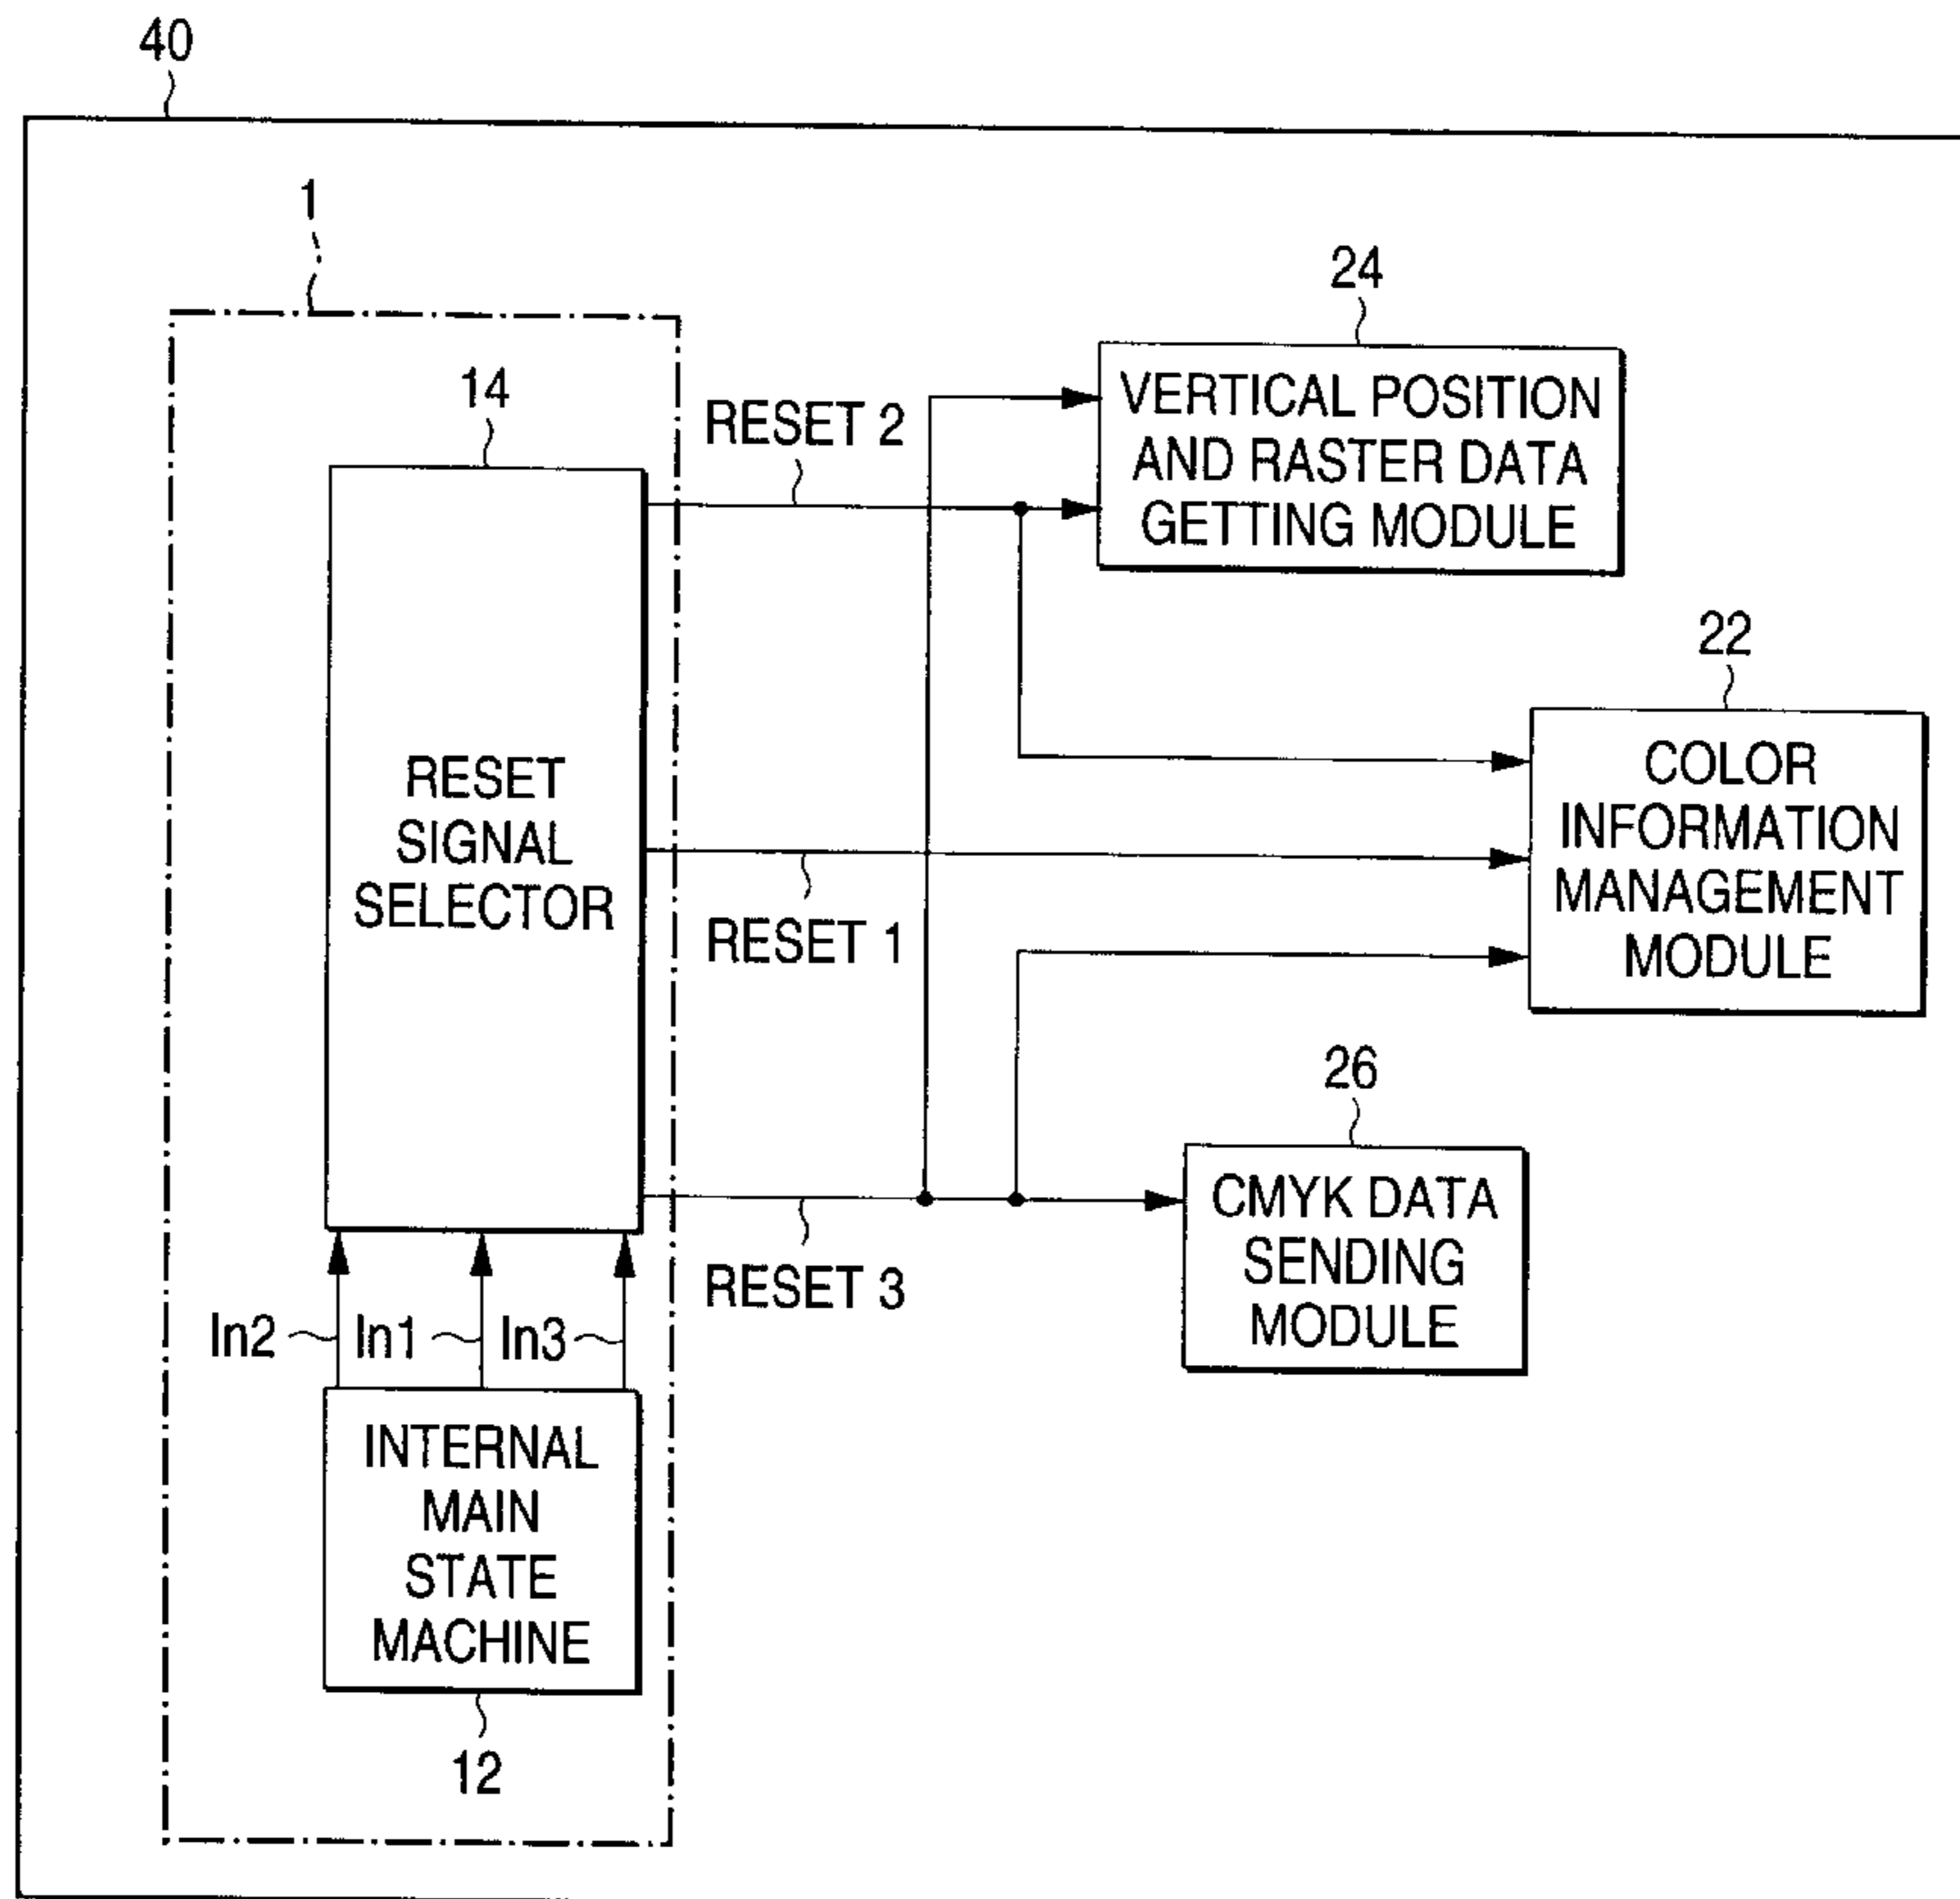 40
1
24
14
RESET 2
VERTICAL POSITION
AND RASTER DATA
GETTING MODULE
22
RESET
SIGNAL
SELECTOR
COLOR
INFORMATION
MANAGEMENT
MODULE
RESET 1
26
CMYK DATA
SENDING
MODULE
RESET 3
In2
In1
In3
INTERNAL
MAIN
STATE
MACHINE
12